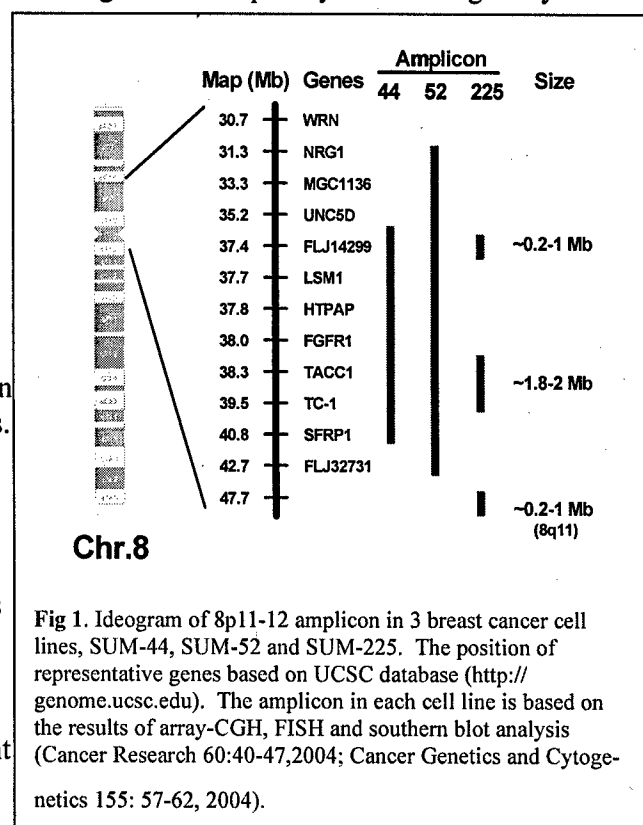 Amplicon
Map (Mb) Genes 44 52 225 Size
30.7 WRN
31.3 NRG1
33.3 MGC1136
35.2 UNC5D
37.4 FLJ14299 ~0.2-1 Mb
37.7 LSM1
37.8 HTPAP
38.0 FGFR1
38.3 TACC1 ~1.8-2 Mb
39.5 TC-1
40.8 SFRP1
42.7 FLJ32731
47.7 ~0.2-1 Mb
(8q11)
Chr.8
Fig 1. Ideogram of 8p11-12 amplicon in 3 breast cancer cell
lines, SUM-44, SUM-52 and SUM-225. The position of
representative genes based on UCSC database (http://
genome.ucsc.edu). The amplicon in each cell line is based on
the results of array-CGH, FISH and southern blot analysis
(Cancer Research 60:40-47,2004; Cancer Genetics and Cytoge-
netics 155: 57-62, 2004).